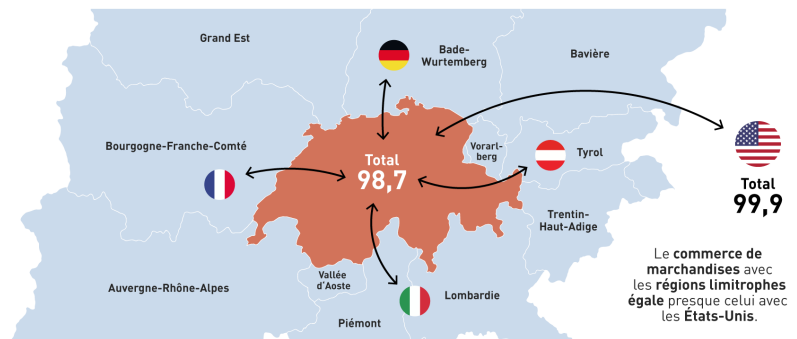 Grand Est
Bade-
Wurtemberg
Bavière
Bourgogne-Franche-Comté
Vorarl-
berg
Tyrol
Total
98,7
Total
99,9
Trentin-
Haut-Adige
Vallée
d'Aoste
Auvergne-Rhône-Alpes
Lombardie
Piémont
Le commerce de
marchandises avec
les régions limitrophes
égale presque celui avec
les États-Unis.